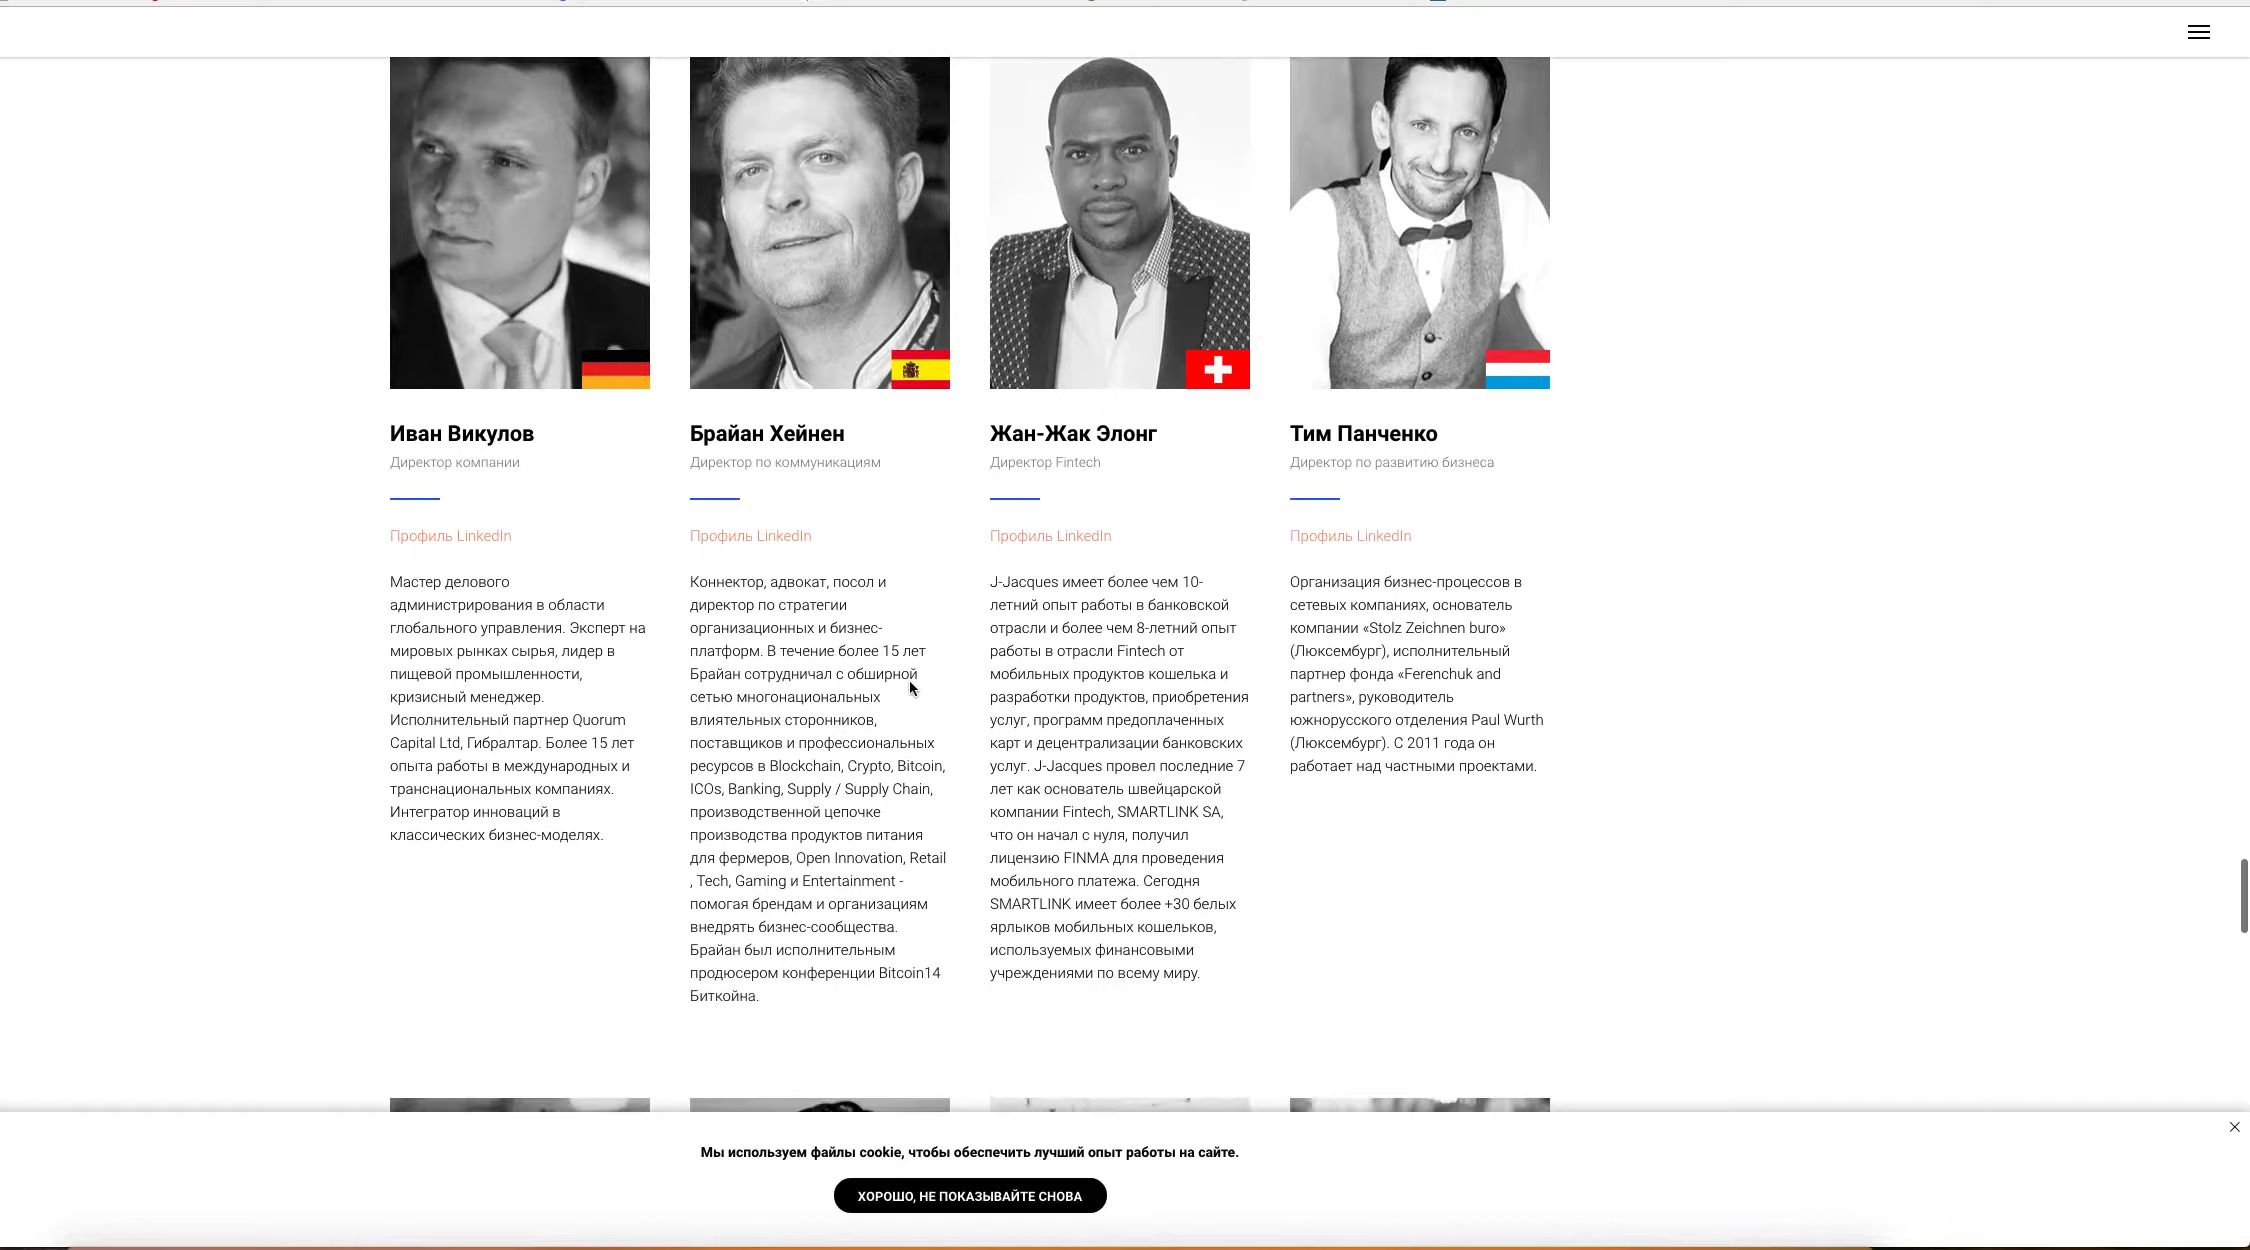 Иван Викулов
Директор компании
Профиль LinkedIn
Мастер делового
администрирования в области
глобального управления. Эксперт на
мировых рынках сырья, лидер в
пищевой промышленности,
кризисный менеджер.
Исполнительный партнер Quorum
Capital Ltd, Гибралтар. Более 15 лет
опыта работы в международных и
транснациональных компаниях.
Интегратор инноваций в
классических бизнес-моделях.
Брайан Хейнен
Директор по коммуникациям
Профиль LinkedIn
Коннектор, адвокат, посол и
директор по стратегии
организационных и бизнес-
платформ. В течение более 15 лет
Брайан сотрудничал с обширной
сетью многонациональных
влиятельных сторонников,
поставщиков и профессиональных
ресурсов в Blockchain, Crypto, Bitcoin,
ICOs, Banking, Supply / Supply Chain,
производственной цепочке
производства продуктов питания
для фермеров, Open Innovation, Retail
, Tech, Gaming и Entertainment -
помогая брендам и организациям
внедрять бизнес-сообщества.
Брайан был исполнительным
продюсером конференции Bitcoin14
Биткойна.
Жан-Жак Элонг
Директор Fintech
Профиль LinkedIn
J-Jacques имеет более чем 10-
летний опыт работы в банковской
отрасли и более чем 8-летний опыт
работы в отрасли Fintech от
мобильных продуктов кошелька и
разработки продуктов, приобретения
услуг, программ предоплаченных
карт и децентрализации банковских
услуг. J-Jacques провел последние 7
лет как основатель швейцарской
компании Fintech, SMARTLINK SA,
что он начал с нуля, получил
лицензию FINMA для проведения
мобильного платежа. Сегодня
SMARTLINK имеет более +30 белых
ярлыков мобильных кошельков,
используемых финансовыми
учреждениями по всему миру.
Тим Панченко
Директор по развитию бизнеса
Профиль LinkedIn
Организация бизнес-процессов в
сетевых компаниях, основатель
компании «Stolz Zeichnen buro»
(Люксембург), исполнительный
партнер фонда «Ferenchuk and
partners», руководитель
южнорусского отделения Paul Wurth
(Люксембург). С 2011 года он
работает над частными проектами.
Мы используем файлы cookie, чтобы обеспечить лучший опыт работы на сайте.
ХОРОШО, НЕ ПОКАЗЫВАЙТЕ СНОВА